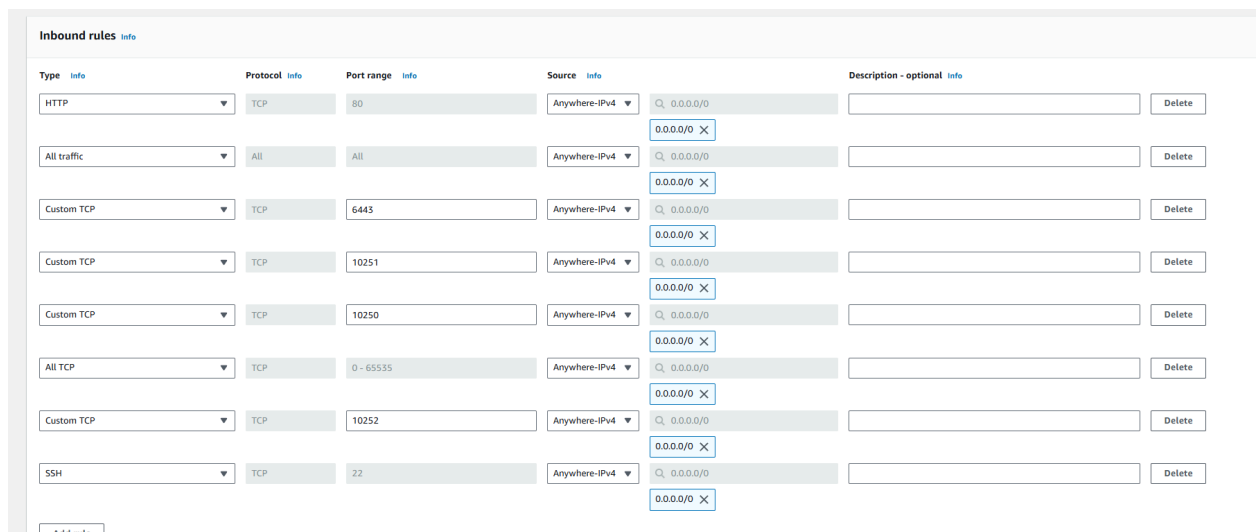 Inbound rules Info
Type Info Protocol Info Port range Info Source Info Description - optional Info
HTTP TCP 80 Anywhere-IPv4 0.0.0.0/0 Delete
0.0.0.0/0
All traffic All All Anywhere-IPv4 0.0.0.0/0 Delete
0.0.0.0/0
Custom TCP TCP 6443 Anywhere-IPv4 0.0.0.0/0 Delete
0.0.0.0/0
Custom TCP TCP 10251 Anywhere-IPv4 0.0.0.0/0 Delete
0.0.0.0/0
Custom TCP TCP 10250 Anywhere-IPv4 0.0.0.0/0 Delete
0.0.0.0/0
All TCP TCP 0 - 65535 Anywhere-IPv4 0.0.0.0/0 Delete
0.0.0.0/0
Custom TCP TCP 10252 Anywhere-IPv4 0.0.0.0/0 Delete
0.0.0.0/0
SSH TCP 22 Anywhere-IPv4 0.0.0.0/0 Delete
0.0.0.0/0